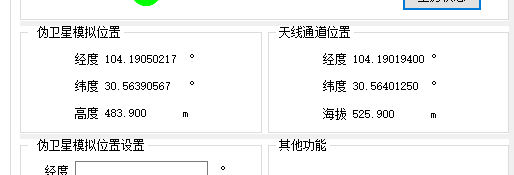 伪卫星模拟位置
经度 104.19050217 °
纬度 30.56390567 °
高度 483.900 m
天线通道位置
经度 104.19019400 °
纬度 30.56401250 °
海拔 525.900 m
伪卫星模拟位置设置
经度 °
其他功能